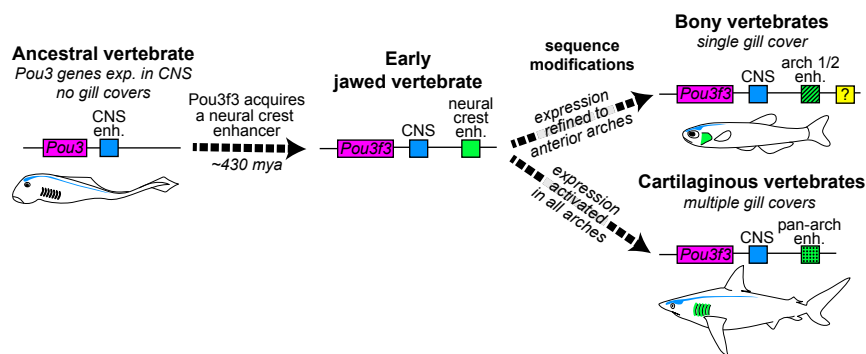 Ancestral vertebrate
Pou3 genes exp. in CNS
no gill covers
CNS
enh.
Pou3
Pou3f3 acquires
a neural crest
enhancer
~430 mya
Early
jawed vertebrate
neural
crest
enh.
CNS
Pou3f3
sequence
modifications
expression
refined to
anterior arches
expression
activated
in all arches
Bony vertebrates
single gill cover
arch 1/2
enh.
CNS
Pou3f3
?
Cartilaginous vertebrates
multiple gill covers
pan-arch
enh.
CNS
Pou3f3